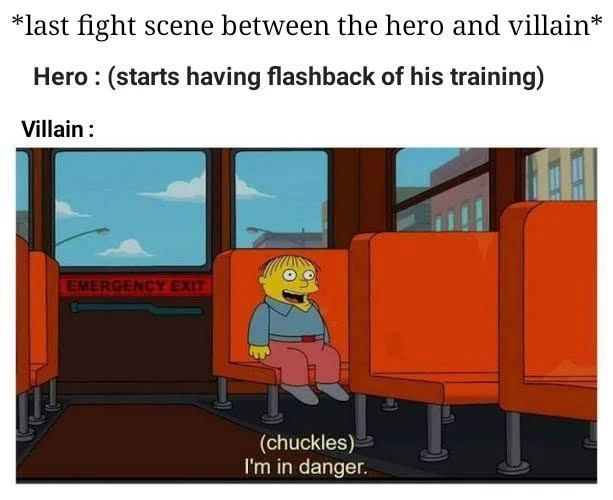 *last fight scene between the hero and villain*
Hero : (starts having flashback of his training)
Villain :
EMERGENCY EXIT
(chuckles)
I'm in danger.